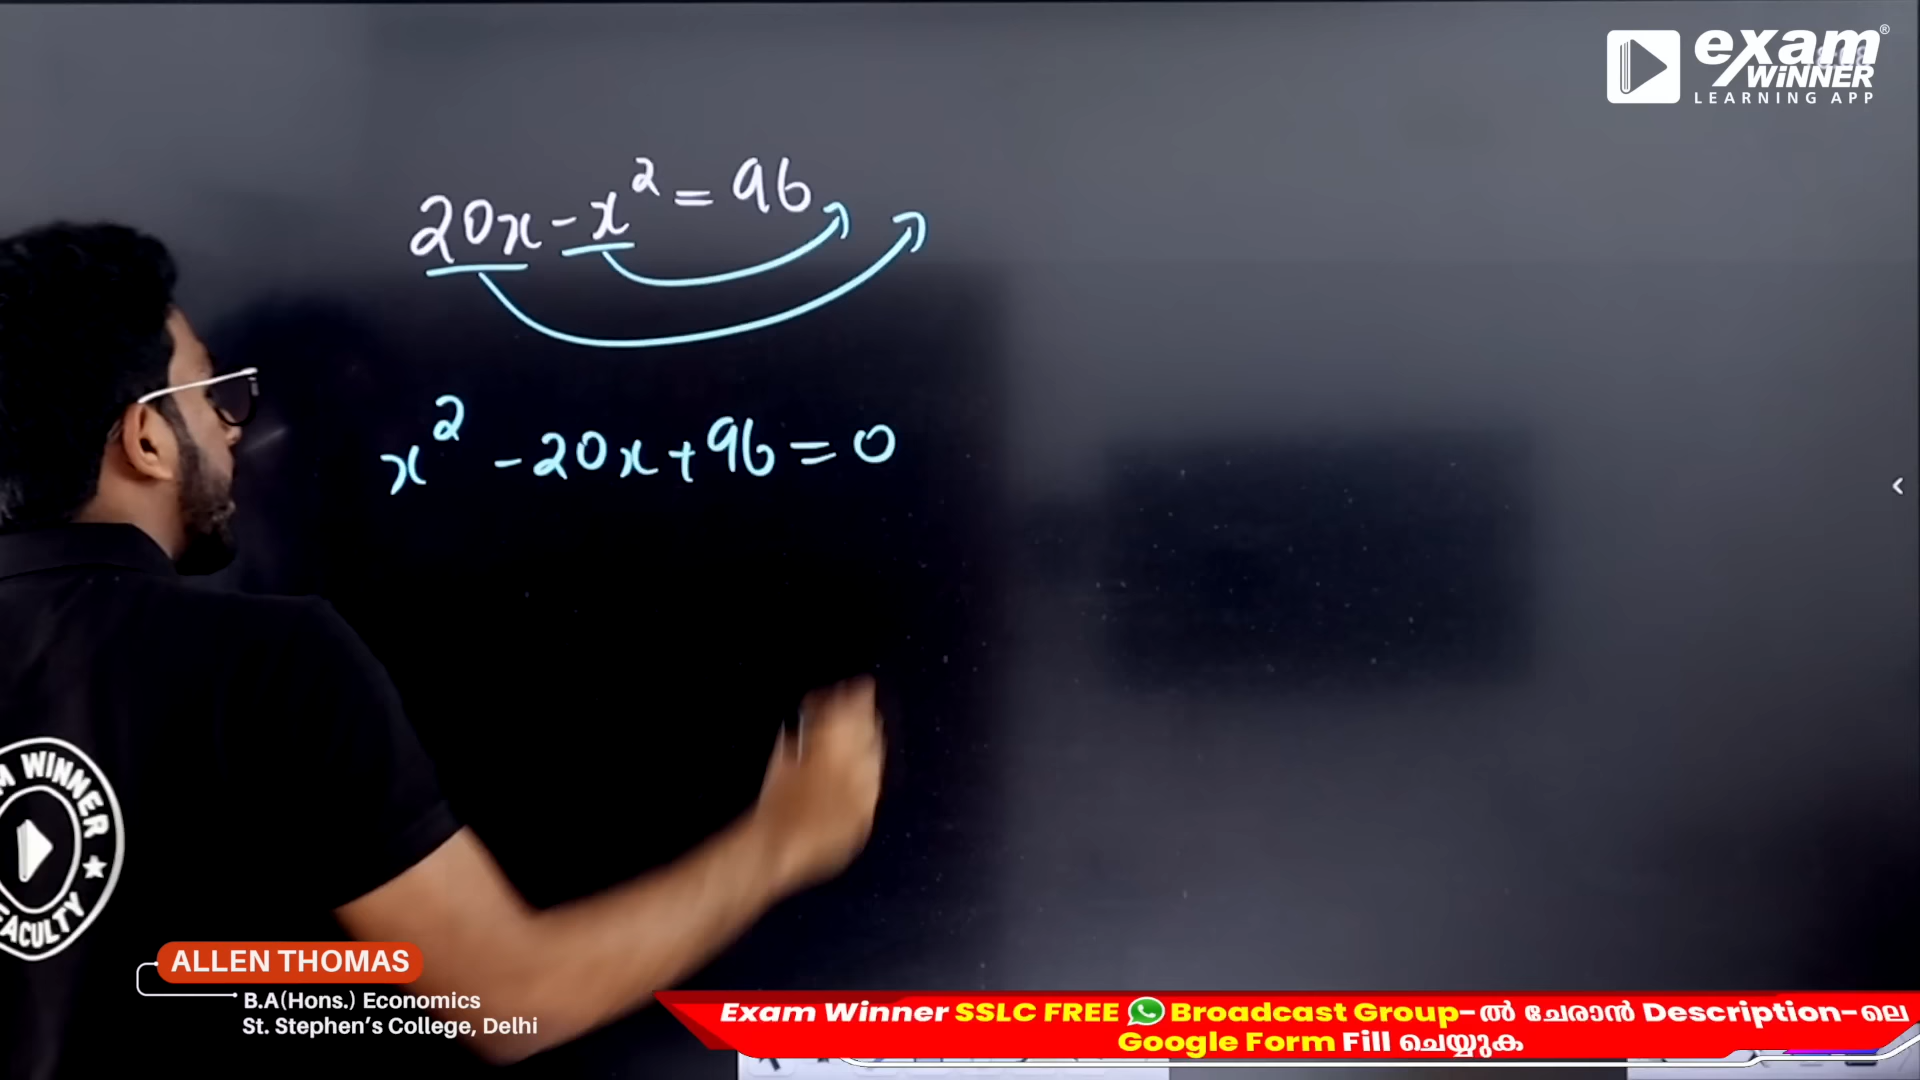 exam®
WiNNER
LEARNING APP
20x - x² = 96
x² - 20x + 96 = 0
WINNER
FACULTY
ALLEN THOMAS
B.A(Hons.) Economics
St. Stephen's College, Delhi
Exam Winner SSLC FREE Broadcast Group-ൽ ചേരാൻ Description-ലെ
Google Form Fill ചെയ്യുക